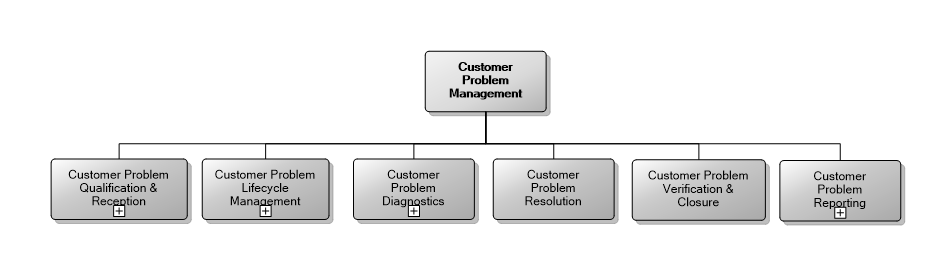 Customer
Problem
Management
Customer Problem
Qualification &
Reception
Customer Problem
Lifecycle
Management
Customer
Problem
Diagnostics
Customer
Problem
Resolution
Customer Problem
Verification &
Closure
Customer
Problem
Reporting